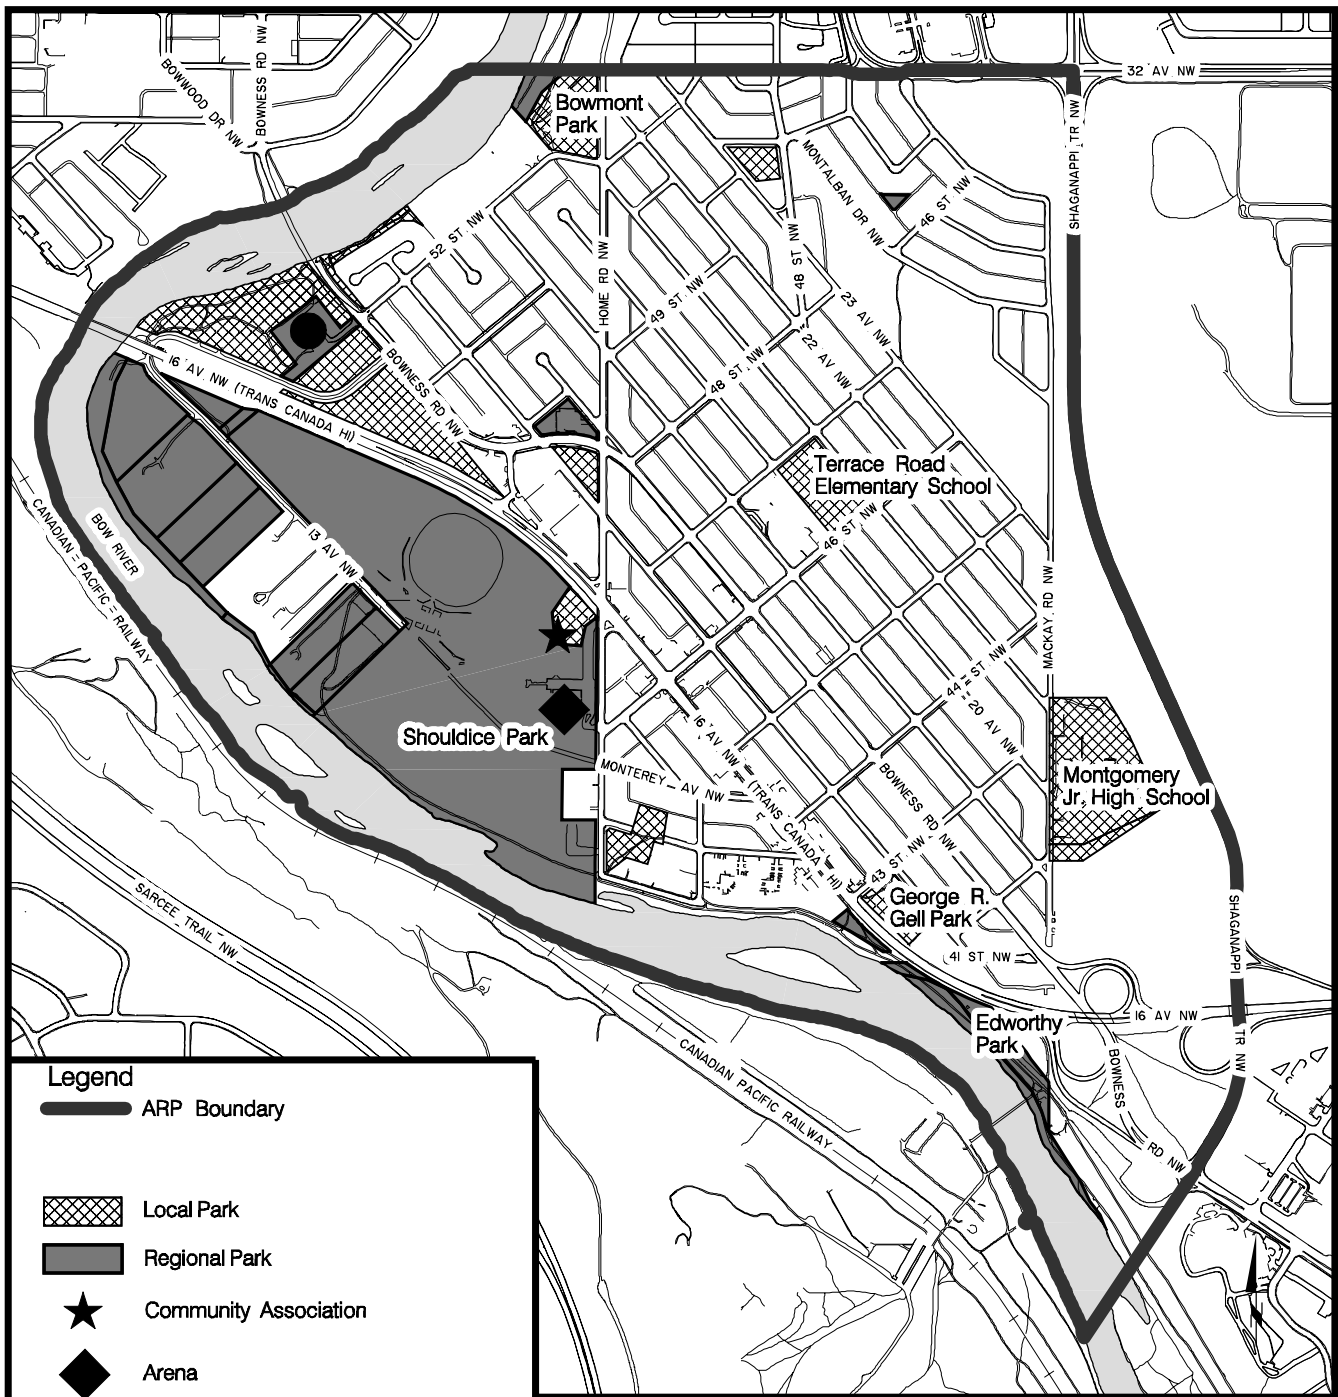 BOWWOOD DR NW
BOWNESS RD NW
32 AV NW
Bowmont
Park
SHAGANAPPI TR NW
MONTALBAN DR NW
46 ST NW
52 ST NW
HOME RD NW
48 ST NW
49 ST NW
23 AV NW
22 AV NW
48 ST NW
16 AV NW (TRANS CANADA HI)
BOWNESS RD NW
Terrace Road
Elementary School
46 ST NW
CANADIAN PACIFIC RAILWAY
BOW RIVER
13 AV NW
MACKAY RD NW
44 ST NW
20 AV NW
Shouldice Park
16 AV NW (TRANS CANADA HI)
MONTEREY AV NW
BOWNESS RD NW
Montgomery
Jr. High School
43 ST NW
George R.
Gell Park
41 ST NW
SARCEE TRAIL NW
SHAGANAPPI TR NW
16 AV NW
Edworthy
Park
BOWNESS RD NW
CANADIAN PACIFIC RAILWAY
Legend
ARP Boundary
Local Park
Regional Park
Community Association
Arena